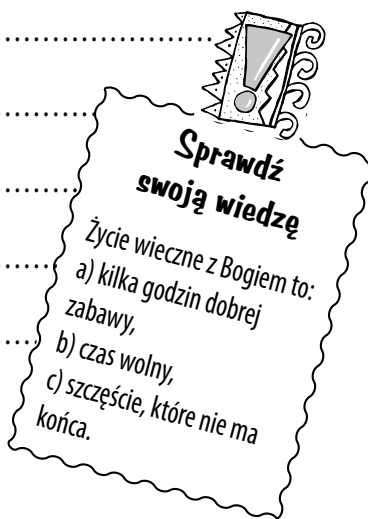 Sprawdź
swoją wiedzę
Życie wieczne z Bogiem to:
a) kilka godzin dobrej
zabawy,
b) czas wolny,
c) szczęście, które nie ma
końca.